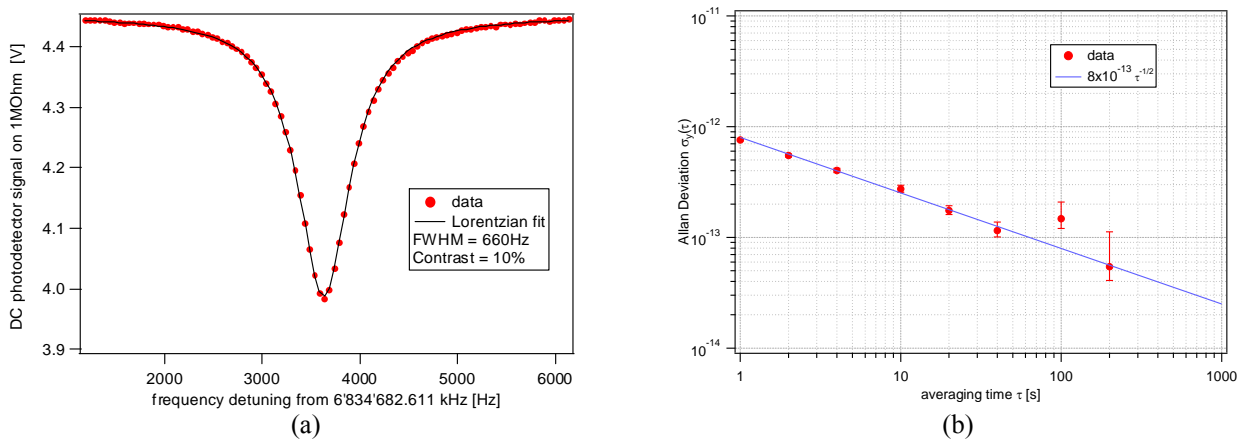 DC photodetector signal on 1MOhm [V]
4.4
4.3
4.2
4.1
4.0
3.9
data
Lorentzian fit
FWHM = 660Hz
Contrast = 10%
2000
3000
4000
5000
6000
frequency detuning from 6'834'682.611 kHz [Hz]
(a)
Allan Deviation σy(τ)
10⁻¹¹
10⁻¹²
10⁻¹³
10⁻¹⁴
data
8x10⁻¹³ τ⁻¹/²
1
10
100
1000
averaging time τ [s]
(b)